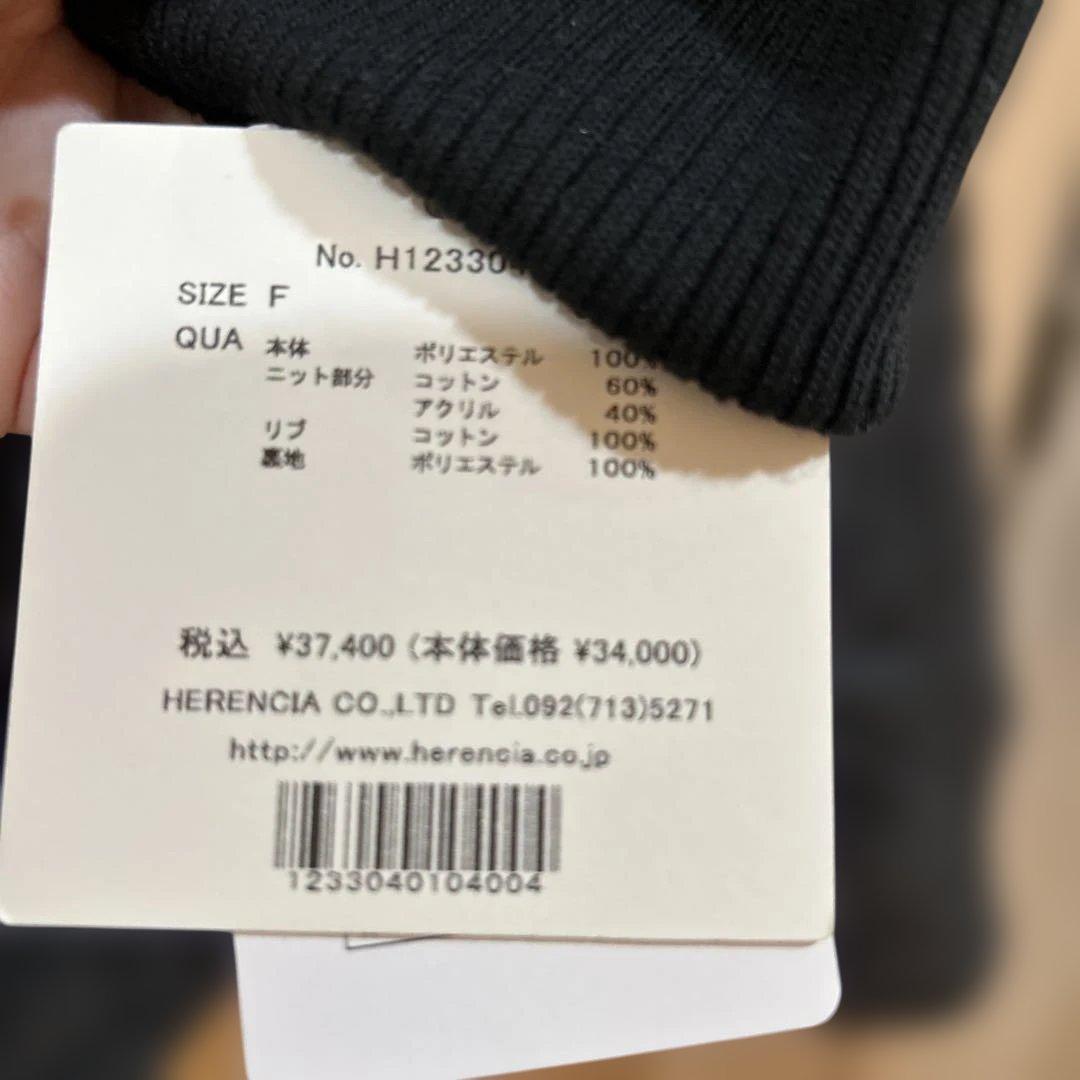 No. H123304
SIZE F
QUA 本体 ポリエステル 100%
ニット部分 コットン 60%
アクリル 40%
リブ コットン 100%
裏地 ポリエステル 100%
税込 ¥37,400 (本体価格 ¥34,000)
HERENCIA CO.,LTD Tel.092(713)5271
http://www.herencia.co.jp
1233040104004